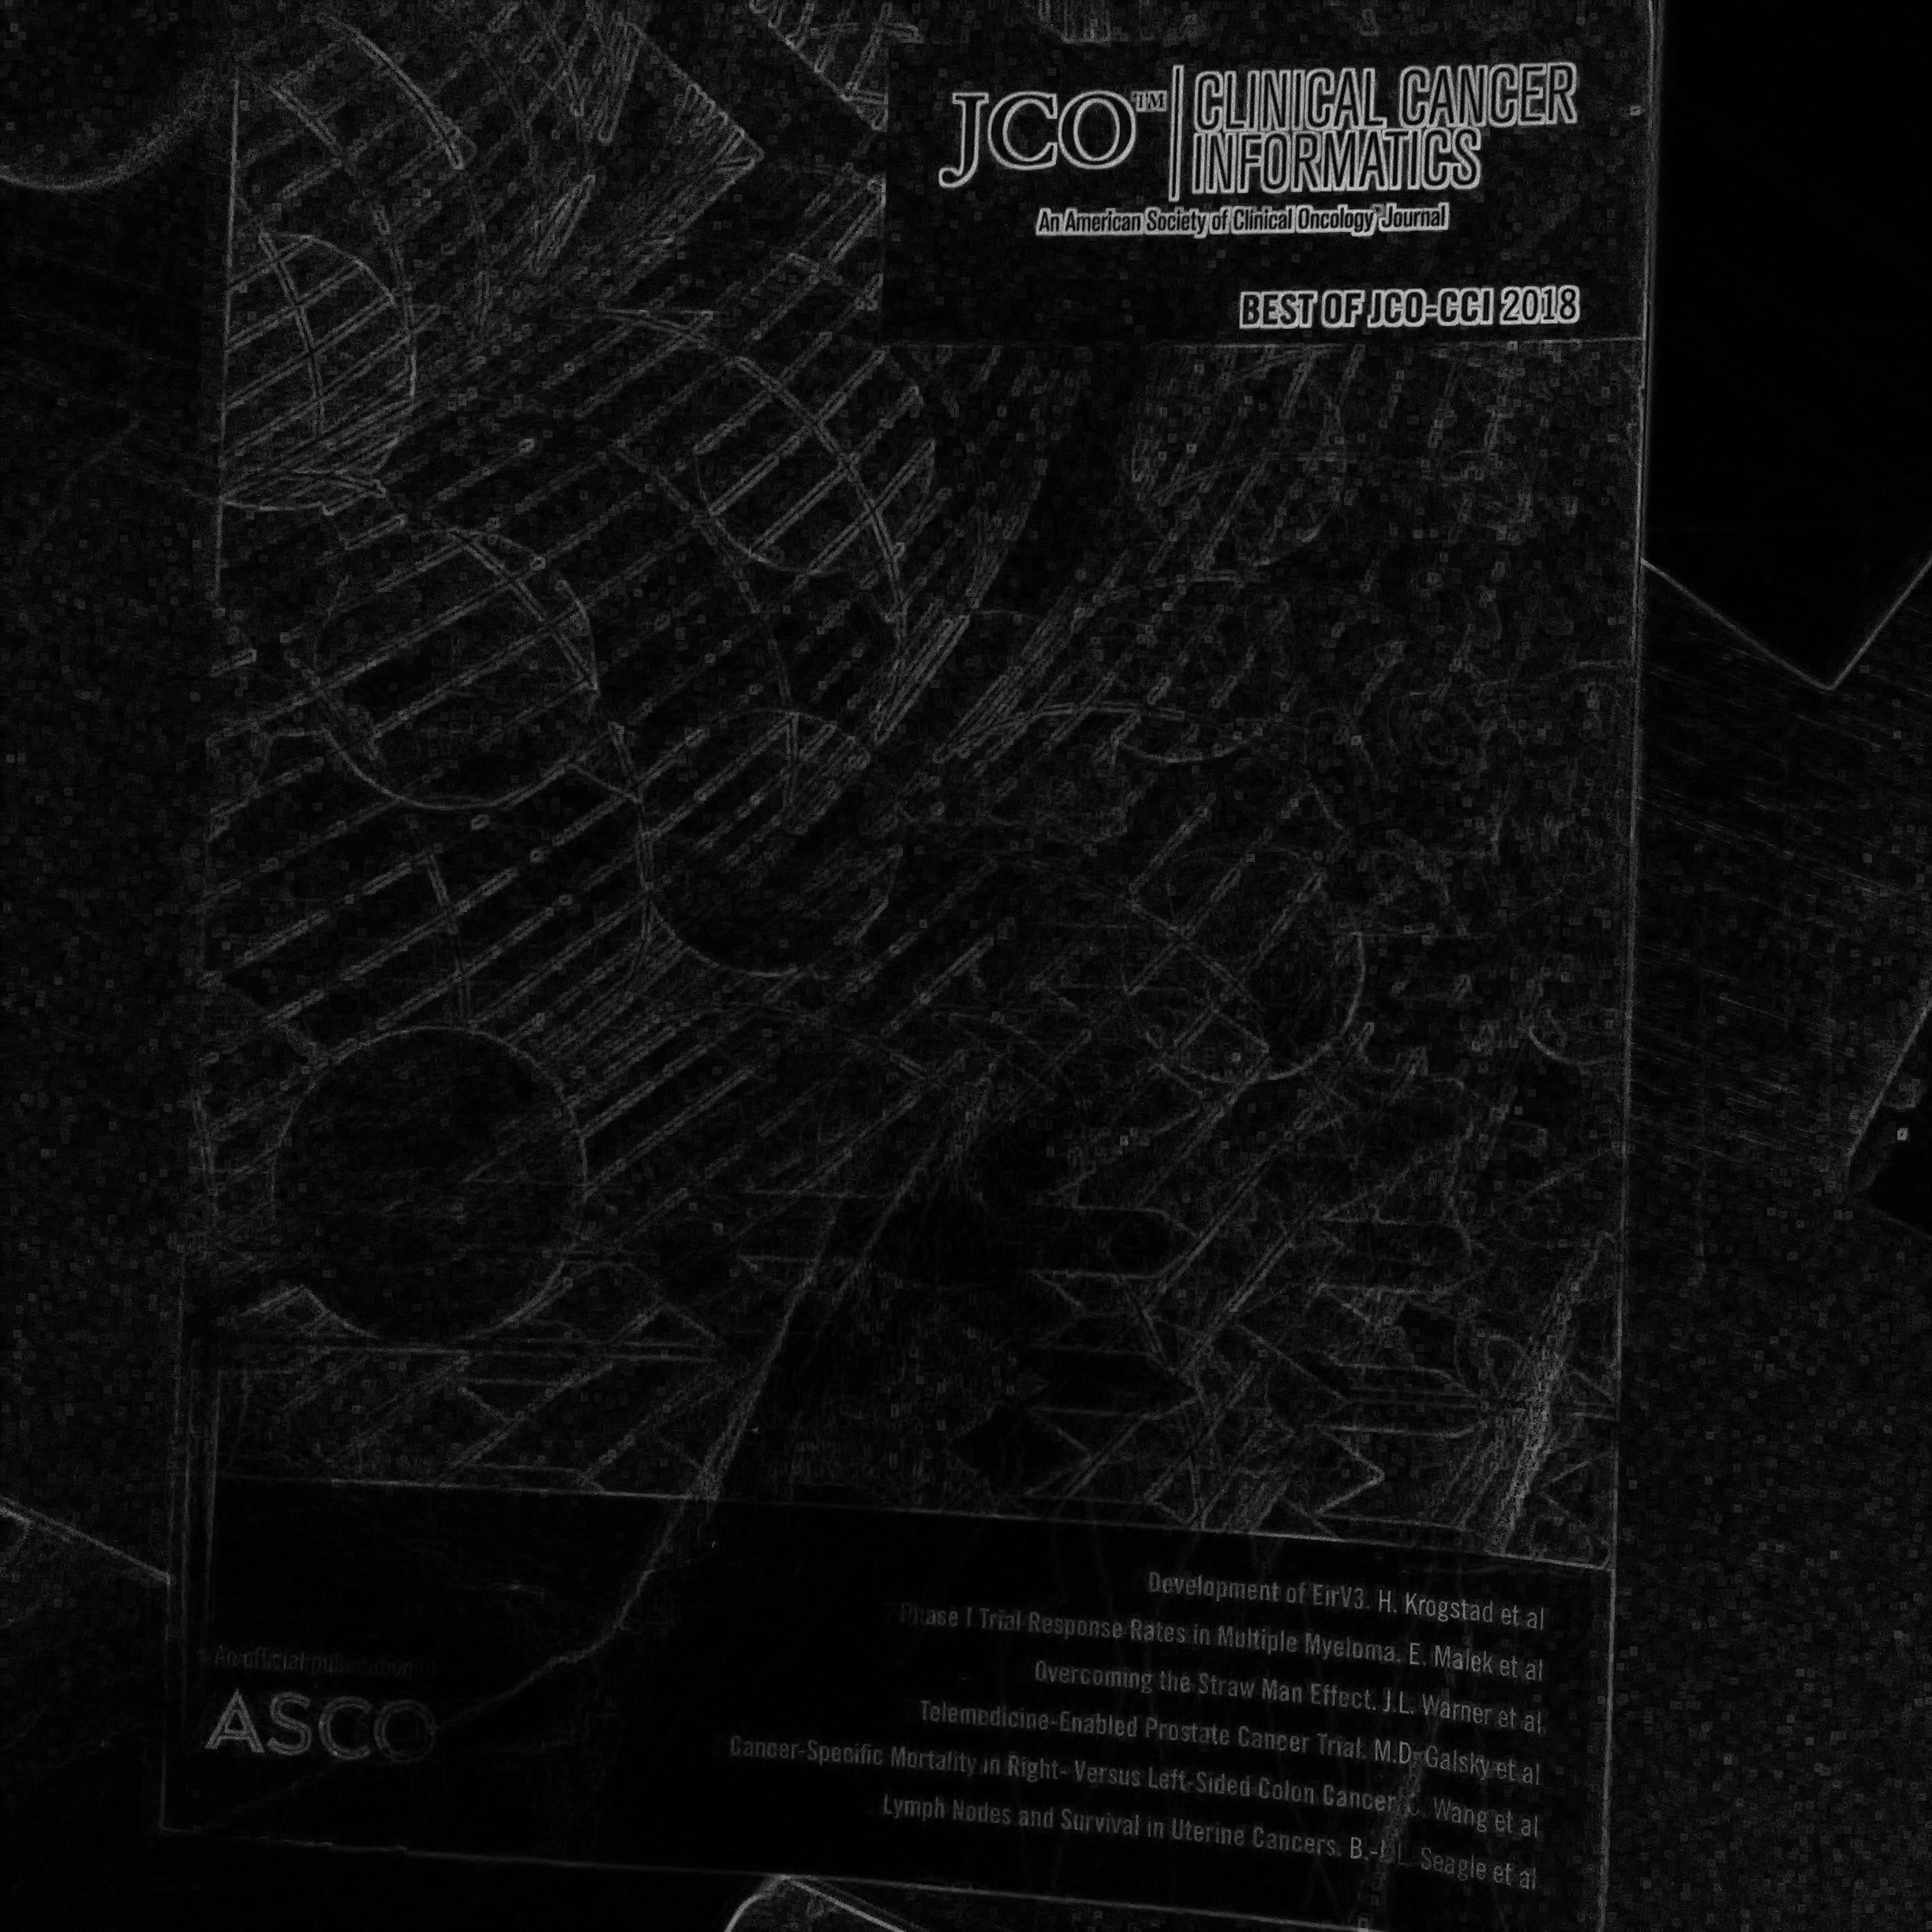 JCO™ CLINICAL CANCER
INFORMATICS
An American Society of Clinical Oncology® Journal
BEST OF JCO-CCI 2018
Development of EirV3. H. Krogstad et al
Phase I Trial Response Rates in Multiple Myeloma. E. Malek et al
Overcoming the Straw Man Effect. J.L. Warner et al
Telemedicine-Enabled Prostate Cancer Trial. M.D. Galsky et al
Cancer-Specific Mortality in Right- Versus Left-Sided Colon Cancer. C. Wang et al
Lymph Nodes and Survival in Uterine Cancers. B.-L. Seagle et al
An official publication
ASCO